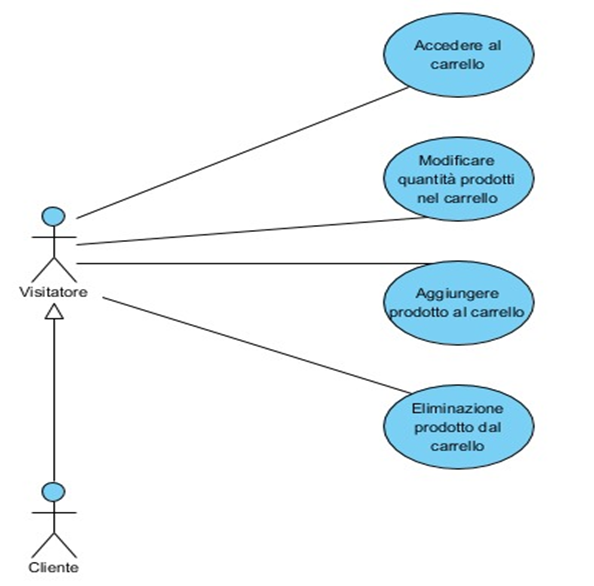 Accedere al
carrello
Modificare
quantità prodotti
nel carrello
Visitatore
Aggiungere
prodotto al carrello
Eliminazione
prodotto dal
carrello
Cliente